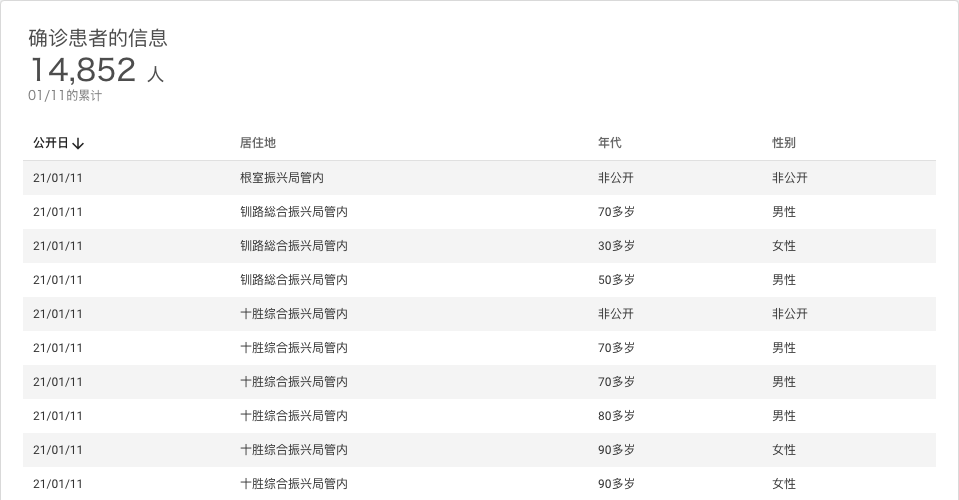 确诊患者的信息
14,852 人
01/11的累计
公开日↓ 居住地 年代 性别
21/01/11 根室振兴局管内 非公开 非公开
21/01/11 钏路総合振兴局管内 70多岁 男性
21/01/11 钏路総合振兴局管内 30多岁 女性
21/01/11 钏路総合振兴局管内 50多岁 男性
21/01/11 十胜综合振兴局管内 非公开 非公开
21/01/11 十胜综合振兴局管内 70多岁 男性
21/01/11 十胜综合振兴局管内 70多岁 男性
21/01/11 十胜综合振兴局管内 80多岁 男性
21/01/11 十胜综合振兴局管内 90多岁 女性
21/01/11 十胜综合振兴局管内 90多岁 女性